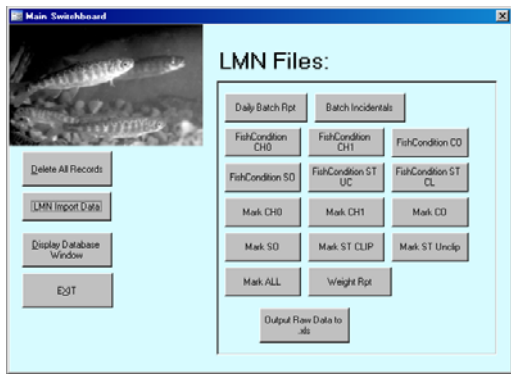 Main Switchboard
LMN Files:
Daily Batch Rpt
Batch Incidentals
FishCondition
CH0
FishCondition
CH1
FishCondition CO
FishCondition SO
FishCondition ST
UC
FishCondition ST
CL
Mark CH0
Mark CH1
Mark CO
Mark SO
Mark ST CLIP
Mark ST Unclip
Mark ALL
Weight Rpt
Output Raw Data to
.xls
Delete All Records
LMN Import Data
Display Database
Window
EXIT